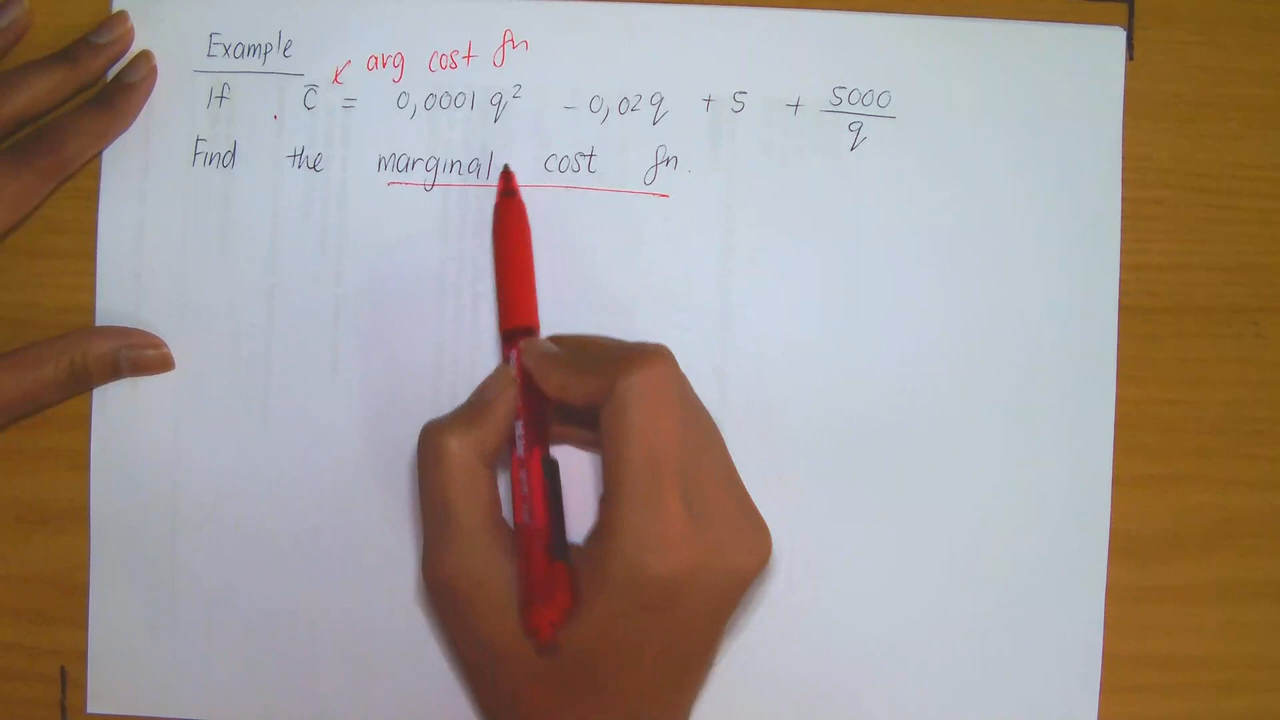 Example
avg cost fn
If C̄ = 0,0001 q² - 0,02q + 5 + 5000/q
Find the marginal cost fn.